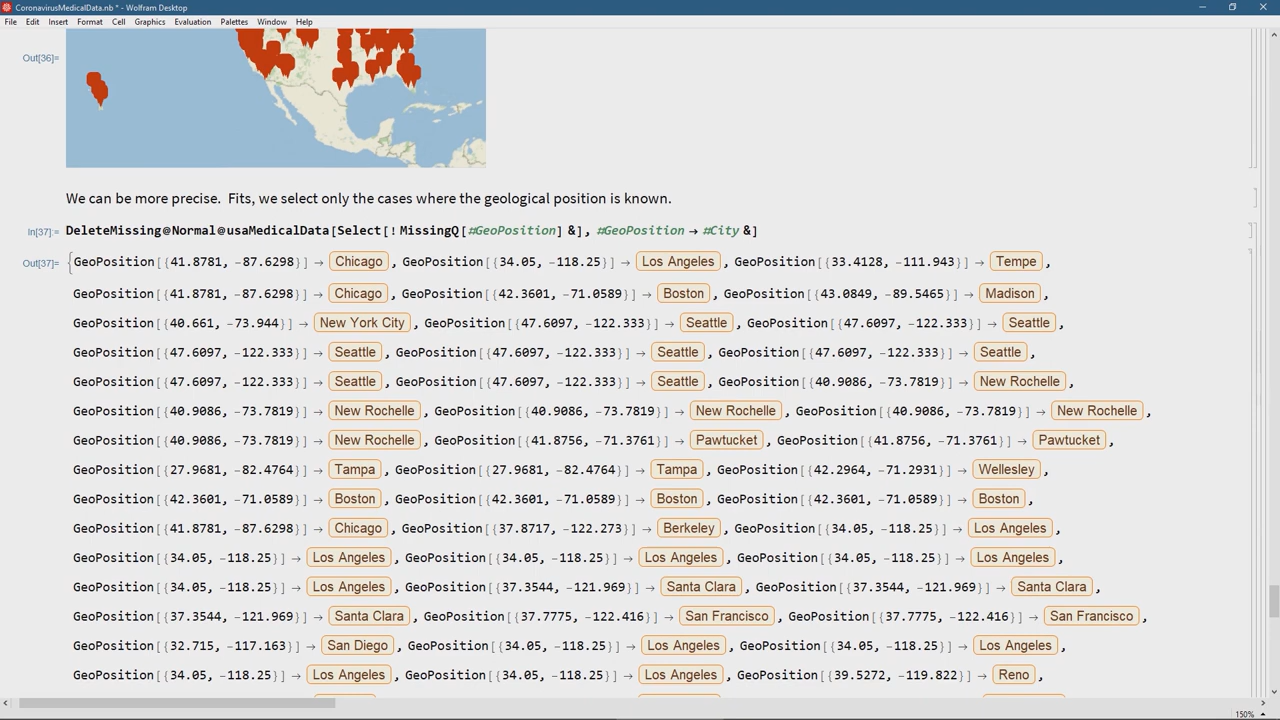 CoronavirusMedicalData.nb * - Wolfram Desktop
File Edit Insert Format Cell Graphics Evaluation Palettes Window Help
Out[36]=
We can be more precise. Fits, we select only the cases where the geological position is known.
In[37]:= DeleteMissing@Normal@usaMedicalData[Select[! MissingQ[#GeoPosition] &], #GeoPosition → #City &]
Out[37]= {GeoPosition[{41.8781, -87.6298}] → Chicago, GeoPosition[{34.05, -118.25}] → Los Angeles, GeoPosition[{33.4128, -111.943}] → Tempe,
GeoPosition[{41.8781, -87.6298}] → Chicago, GeoPosition[{42.3601, -71.0589}] → Boston, GeoPosition[{43.0849, -89.5465}] → Madison,
GeoPosition[{40.661, -73.944}] → New York City, GeoPosition[{47.6097, -122.333}] → Seattle, GeoPosition[{47.6097, -122.333}] → Seattle,
GeoPosition[{47.6097, -122.333}] → Seattle, GeoPosition[{47.6097, -122.333}] → Seattle, GeoPosition[{47.6097, -122.333}] → Seattle,
GeoPosition[{47.6097, -122.333}] → Seattle, GeoPosition[{47.6097, -122.333}] → Seattle, GeoPosition[{40.9086, -73.7819}] → New Rochelle,
GeoPosition[{40.9086, -73.7819}] → New Rochelle, GeoPosition[{40.9086, -73.7819}] → New Rochelle, GeoPosition[{40.9086, -73.7819}] → New Rochelle,
GeoPosition[{40.9086, -73.7819}] → New Rochelle, GeoPosition[{41.8756, -71.3761}] → Pawtucket, GeoPosition[{41.8756, -71.3761}] → Pawtucket,
GeoPosition[{27.9681, -82.4764}] → Tampa, GeoPosition[{27.9681, -82.4764}] → Tampa, GeoPosition[{42.2964, -71.2931}] → Wellesley,
GeoPosition[{42.3601, -71.0589}] → Boston, GeoPosition[{42.3601, -71.0589}] → Boston, GeoPosition[{42.3601, -71.0589}] → Boston,
GeoPosition[{41.8781, -87.6298}] → Chicago, GeoPosition[{37.8717, -122.273}] → Berkeley, GeoPosition[{34.05, -118.25}] → Los Angeles,
GeoPosition[{34.05, -118.25}] → Los Angeles, GeoPosition[{34.05, -118.25}] → Los Angeles, GeoPosition[{34.05, -118.25}] → Los Angeles,
GeoPosition[{34.05, -118.25}] → Los Angeles, GeoPosition[{37.3544, -121.969}] → Santa Clara, GeoPosition[{37.3544, -121.969}] → Santa Clara,
GeoPosition[{37.3544, -121.969}] → Santa Clara, GeoPosition[{37.7775, -122.416}] → San Francisco, GeoPosition[{37.7775, -122.416}] → San Francisco,
GeoPosition[{32.715, -117.163}] → San Diego, GeoPosition[{34.05, -118.25}] → Los Angeles, GeoPosition[{34.05, -118.25}] → Los Angeles,
GeoPosition[{34.05, -118.25}] → Los Angeles, GeoPosition[{34.05, -118.25}] → Los Angeles, GeoPosition[{39.5272, -119.822}] → Reno,
150%